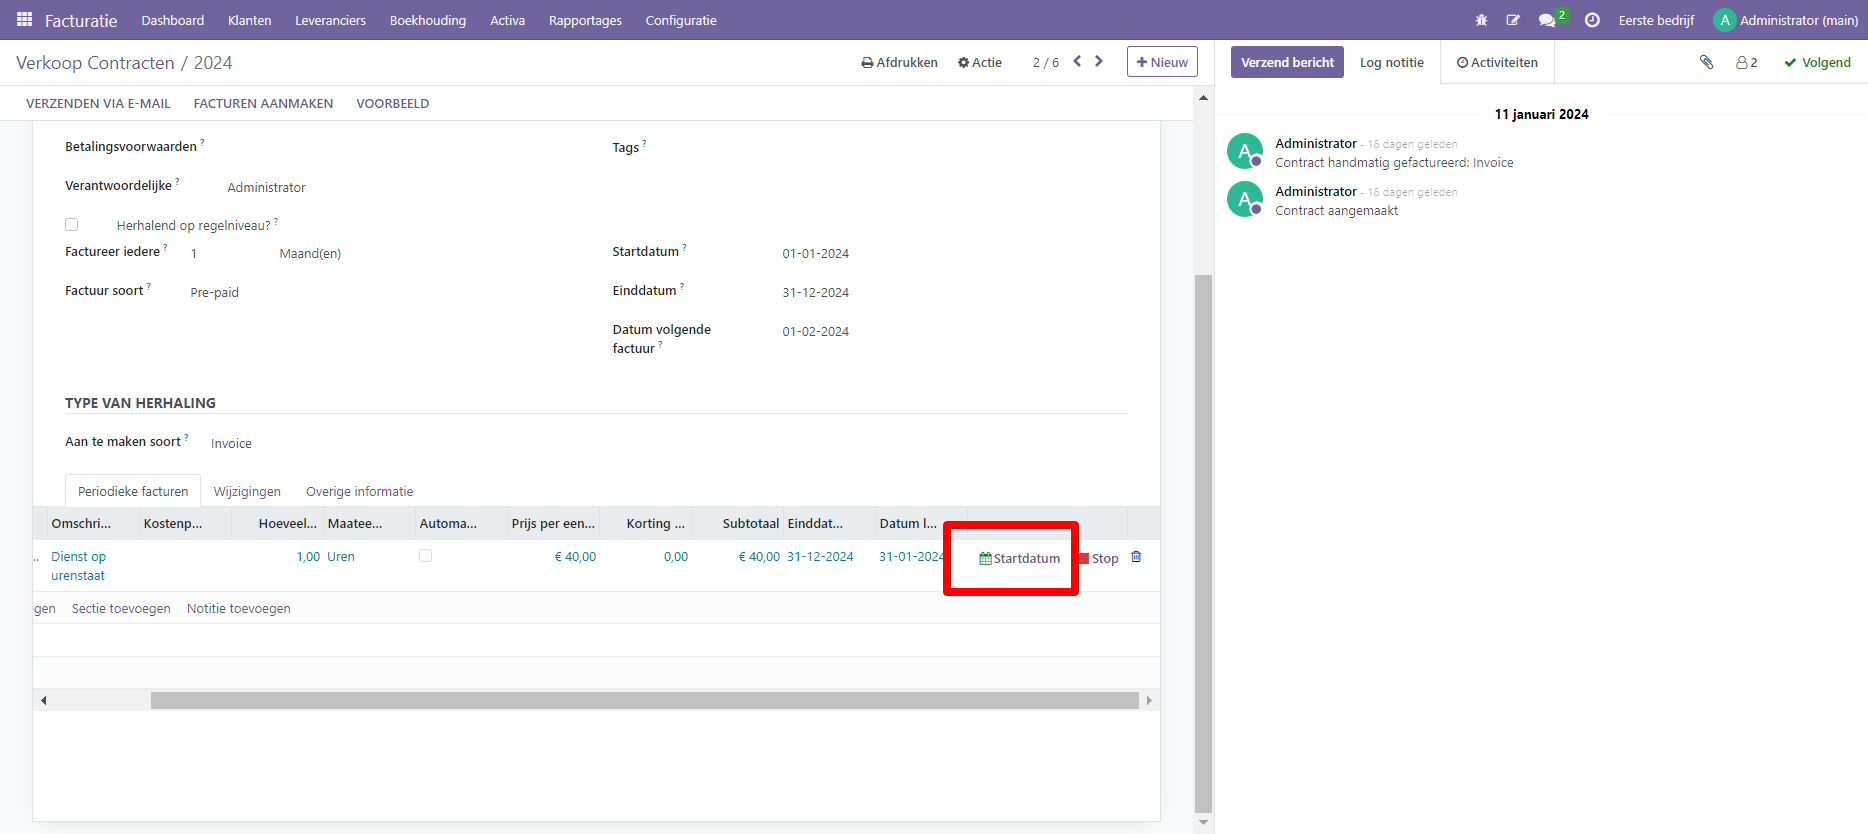 Facturatie Dashboard Klanten Leveranciers Boekhouding Activa Rapportages Configuratie 2 Eerste bedrijf A Administrator (main)
Verkoop Contracten / 2024 Afdrukken Actie 2 / 6 Nieuw
VERZENDEN VIA E-MAIL FACTUREN AANMAKEN VOORBEELD
Betalingsvoorwaarden ? Tags ?
Verantwoordelijke ? Administrator
Herhalend op regelniveau? ?
Factureer iedere ? 1 Maand(en) Startdatum ? 01-01-2024
Factuur soort ? Pre-paid Einddatum ? 31-12-2024
Datum volgende 01-02-2024
factuur ?
TYPE VAN HERHALING
Aan te maken soort ? Invoice
Periodieke facturen Wijzigingen Overige informatie
Omschri... Kostenp... Hoeveel... Maatee... Automa... Prijs per een... Korting ... Subtotaal Einddat... Datum l...
.. Dienst op 1,00 Uren € 40,00 0,00 € 40,00 31-12-2024 31-01-2024 Startdatum Stop
urenstaat
egen Sectie toevoegen Notitie toevoegen
Verzend bericht Log notitie Activiteiten 2 Volgend
11 januari 2024
A Administrator - 18 dagen geleden
Contract handmatig gefactureerd: Invoice
A Administrator - 18 dagen geleden
Contract aangemaakt